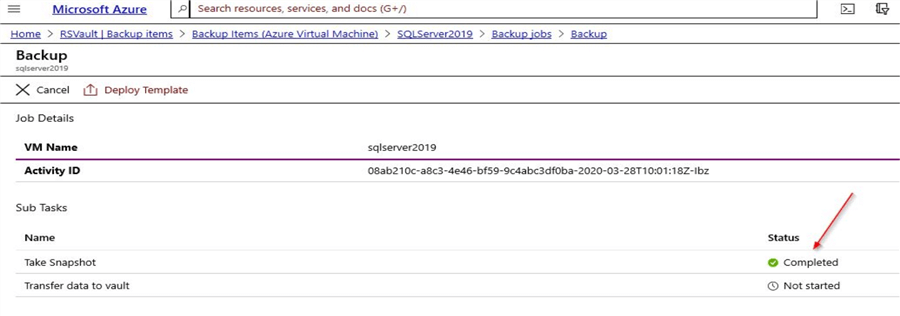 Microsoft Azure
Search resources, services, and docs (G+/)
Home > RSVault | Backup items > Backup Items (Azure Virtual Machine) > SQLServer2019 > Backup jobs > Backup
Backup
sqlserver2019
Cancel Deploy Template
Job Details
VM Name sqlserver2019
Activity ID 08ab210c-a8c3-4e46-bf59-9c4abc3df0ba-2020-03-28T10:01:18Z-Ibz
Sub Tasks
Name Status
Take Snapshot Completed
Transfer data to vault Not started